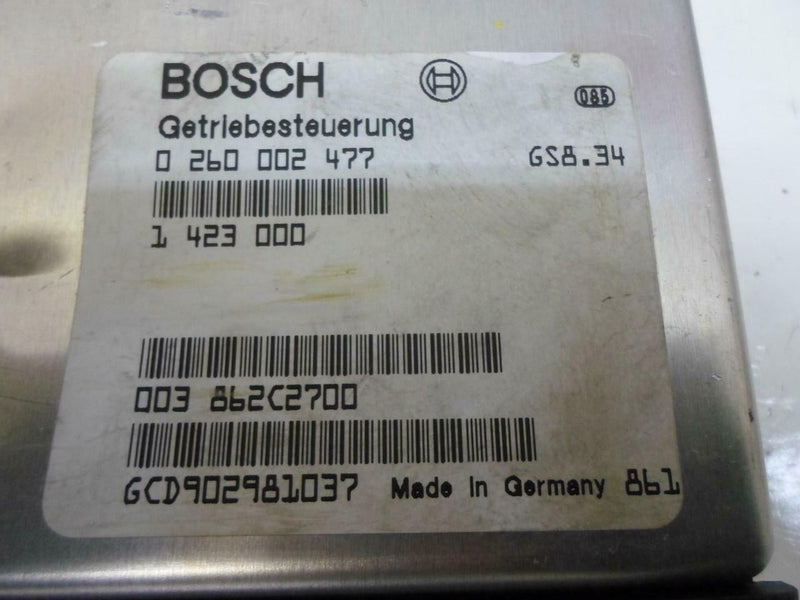 BOSCH
085
Getriebesteuerung
0 260 002 477 GS8.34
1 423 000
003 862C2700
GCD902981037 Made in Germany 861